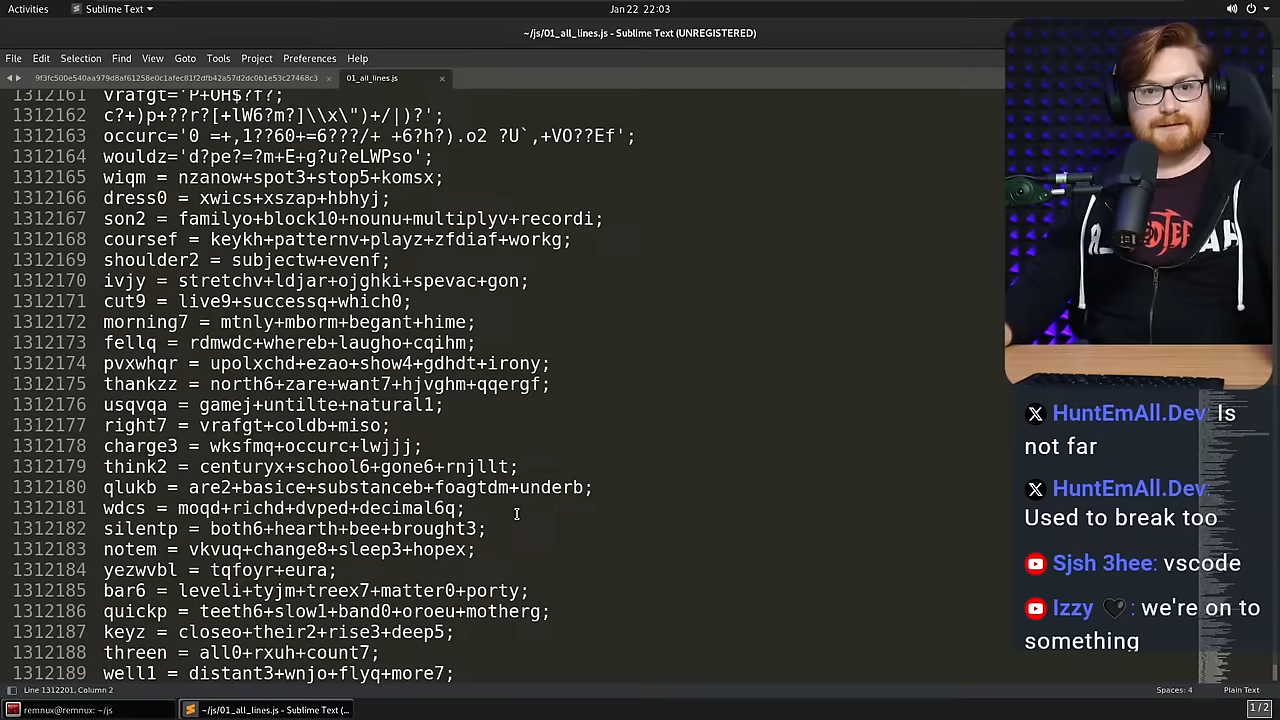 Activities
Sublime Text
Jan 22 22:03
~/js/01_all_lines.js - Sublime Text (UNREGISTERED)
File Edit Selection Find View Goto Tools Project Preferences Help
01_all_lines.js
1312161 vrafgt='P+OH$?f?;
1312162 c?+)p+??r?[+lW6?m?]\\x\")+/|)?';
1312163 occurc='0 =+,1??60+=6???/+ +6?h?).o2 ?U`,+VO??Ef';
1312164 wouldz='d?pe?=?m+E+g?u?eLWPso';
1312165 wiqm = nzanow+spot3+stop5+komsx;
1312166 dress0 = xwics+xszap+hbhyj;
1312167 son2 = familyo+block10+nounu+multiplyv+recordi;
1312168 coursef = keykh+patternv+playz+zfdiaf+workg;
1312169 shoulder2 = subjectw+evenf;
1312170 ivjy = stretchv+ldjar+ojghki+spevac+gon;
1312171 cut9 = live9+successq+which0;
1312172 morning7 = mtnly+mborm+begant+hime;
1312173 fellq = rdmwdc+whereb+laugho+cqihm;
1312174 pvxwhqr = upolxchd+ezao+show4+gdhdt+irony;
1312175 thankzz = north6+zare+want7+hjvghm+qqergf;
1312176 usqvqa = gamej+untilte+natural1;
1312177 right7 = vrafgt+coldb+miso;
1312178 charge3 = wksfmq+occurc+lwjjj;
1312179 think2 = centuryx+school6+gone6+rnjllt;
1312180 qlukb = are2+basice+substanceb+poagtdm+underb;
1312181 wdcs = moqd+richd+dvpet+decimal6q;
1312182 silentp = both6+hearth+eee+brought3;
1312183 notem = vkvuq+change8+sleep3+hopex;
1312184 yezwvbl = tqfoyr+eura;
1312185 bar6 = leveli+tyjm+treex7+matter0+porty;
1312186 quickp = teeth6+slow1+band0+oroeu+motherg;
1312187 keyz = closeo+their2+rise3+deep5;
1312188 threen = all0+rxuh+count7;
1312189 well1 = distant3+wnjo+flyq+more7;
HuntEmAll.Dev: Is
not far
HuntEmAll.Dev:
Used to break too
Sjsh 3hee: vscode
Izzy 🖤: we're on to
something
Line 1312201, Column 2
Spaces: 4
Plain Text
remnux@remnux: ~/js
~/js/01_all_lines.js - Sublime Text (...
1 / 2